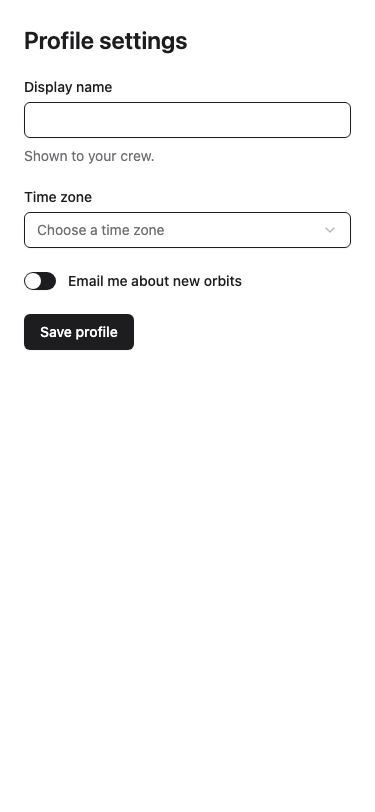 Profile settings
Display name
Shown to your crew.
Time zone
Choose a time zone
Email me about new orbits
Save profile